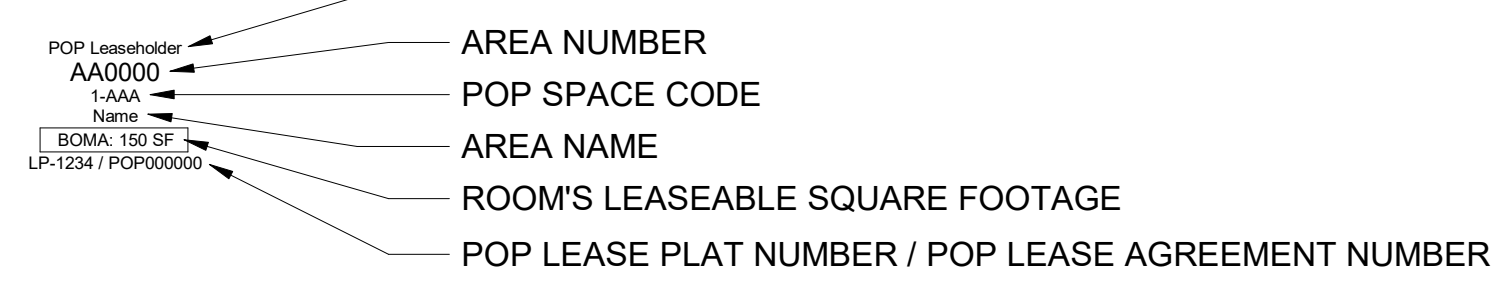 POP Leaseholder
AA0000
1-AAA
Name
BOMA: 150 SF
LP-1234 / POP000000
AREA NUMBER
POP SPACE CODE
AREA NAME
ROOM'S LEASEABLE SQUARE FOOTAGE
POP LEASE PLAT NUMBER / POP LEASE AGREEMENT NUMBER